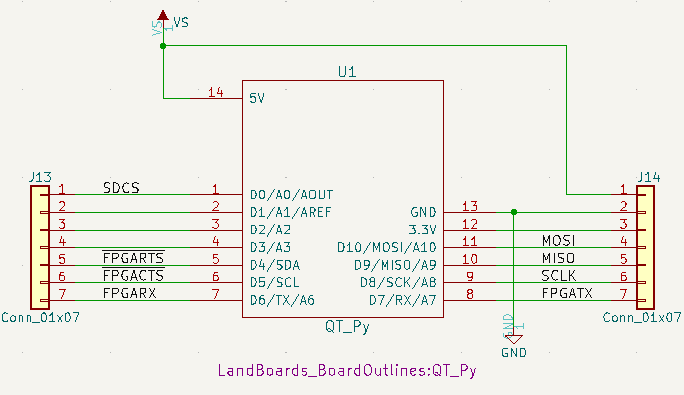 VS
VS
1
U1
14 5V
J13 J14
1 SDCS 1 D0/A0/AOUT 1
2 2 D1/A1/AREF GND 13 2
3 3 D2/A2 3.3V 12 3
4 4 D3/A3 D10/MOSI/A10 11 MOSI 4
5 FPGARTS 5 D4/SDA D9/MISO/A9 10 MISO 5
6 FPGACTS 6 D5/SCL D8/SCK/A8 9 SCLK 6
7 FPGARX 7 D6/TX/A6 D7/RX/A7 8 FPGATX 7
Conn_01x07 QT_Py Conn_01x07
GND
1
GND
LandBoards_BoardOutlines:QT_Py